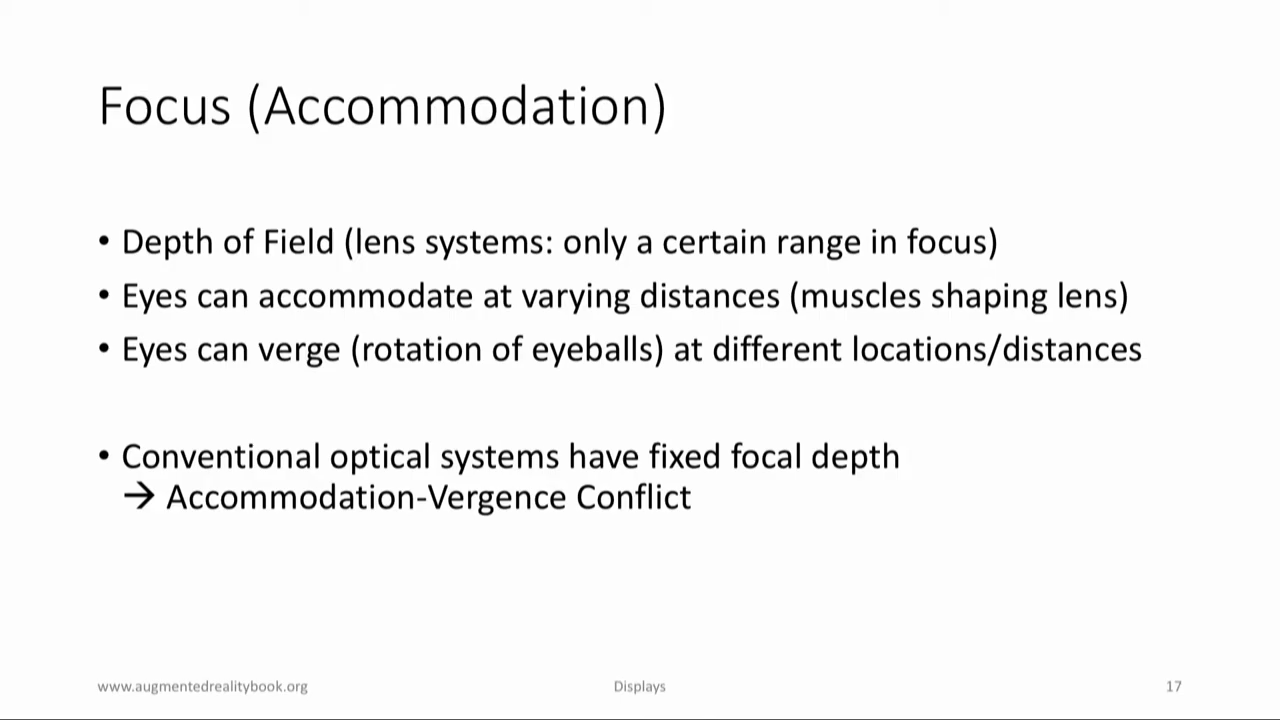 Focus (Accommodation)
• Depth of Field (lens systems: only a certain range in focus)
• Eyes can accommodate at varying distances (muscles shaping lens)
• Eyes can verge (rotation of eyeballs) at different locations/distances
• Conventional optical systems have fixed focal depth
→ Accommodation-Vergence Conflict
www.augmentedrealitybook.org Displays 17